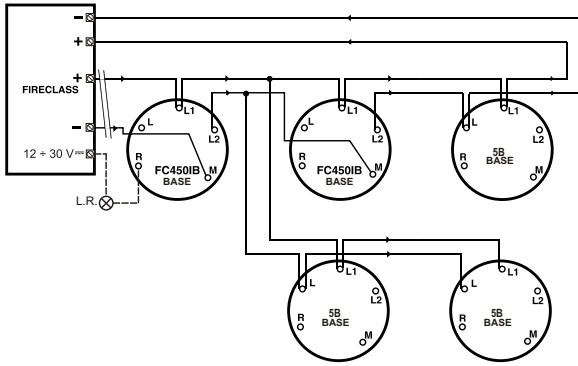 −
+
+
FIRECLASS
−
12 ÷ 30 V
L.R.
L1
L
L2
R
M
FC450IB
BASE
L1
L
L2
R
M
FC450IB
BASE
L1
L
L2
R
M
5B
BASE
L1
L
L2
R
M
5B
BASE
L1
L
L2
R
M
5B
BASE